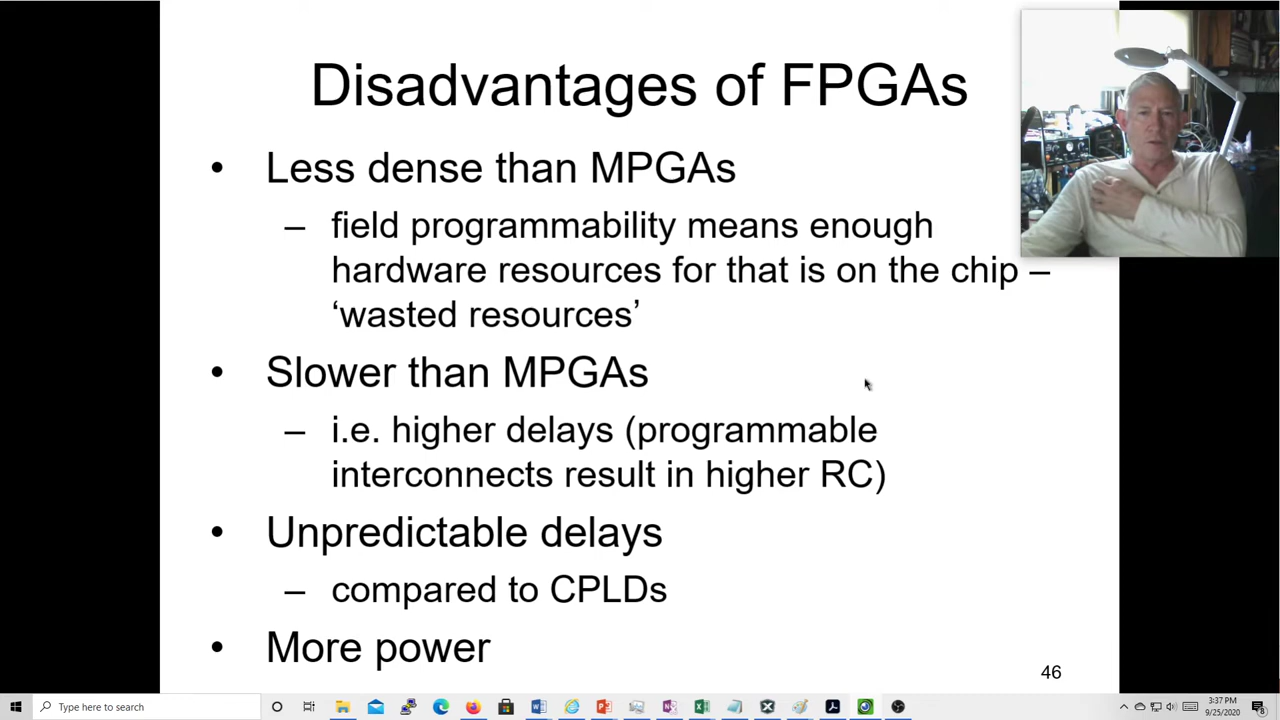 Disadvantages of FPGAs
• Less dense than MPGAs
– field programmability means enough
hardware resources for that is on the chip –
‘wasted resources’
• Slower than MPGAs
– i.e. higher delays (programmable
interconnects result in higher RC)
• Unpredictable delays
– compared to CPLDs
• More power
46
Type here to search
3:37 PM
9/25/2020